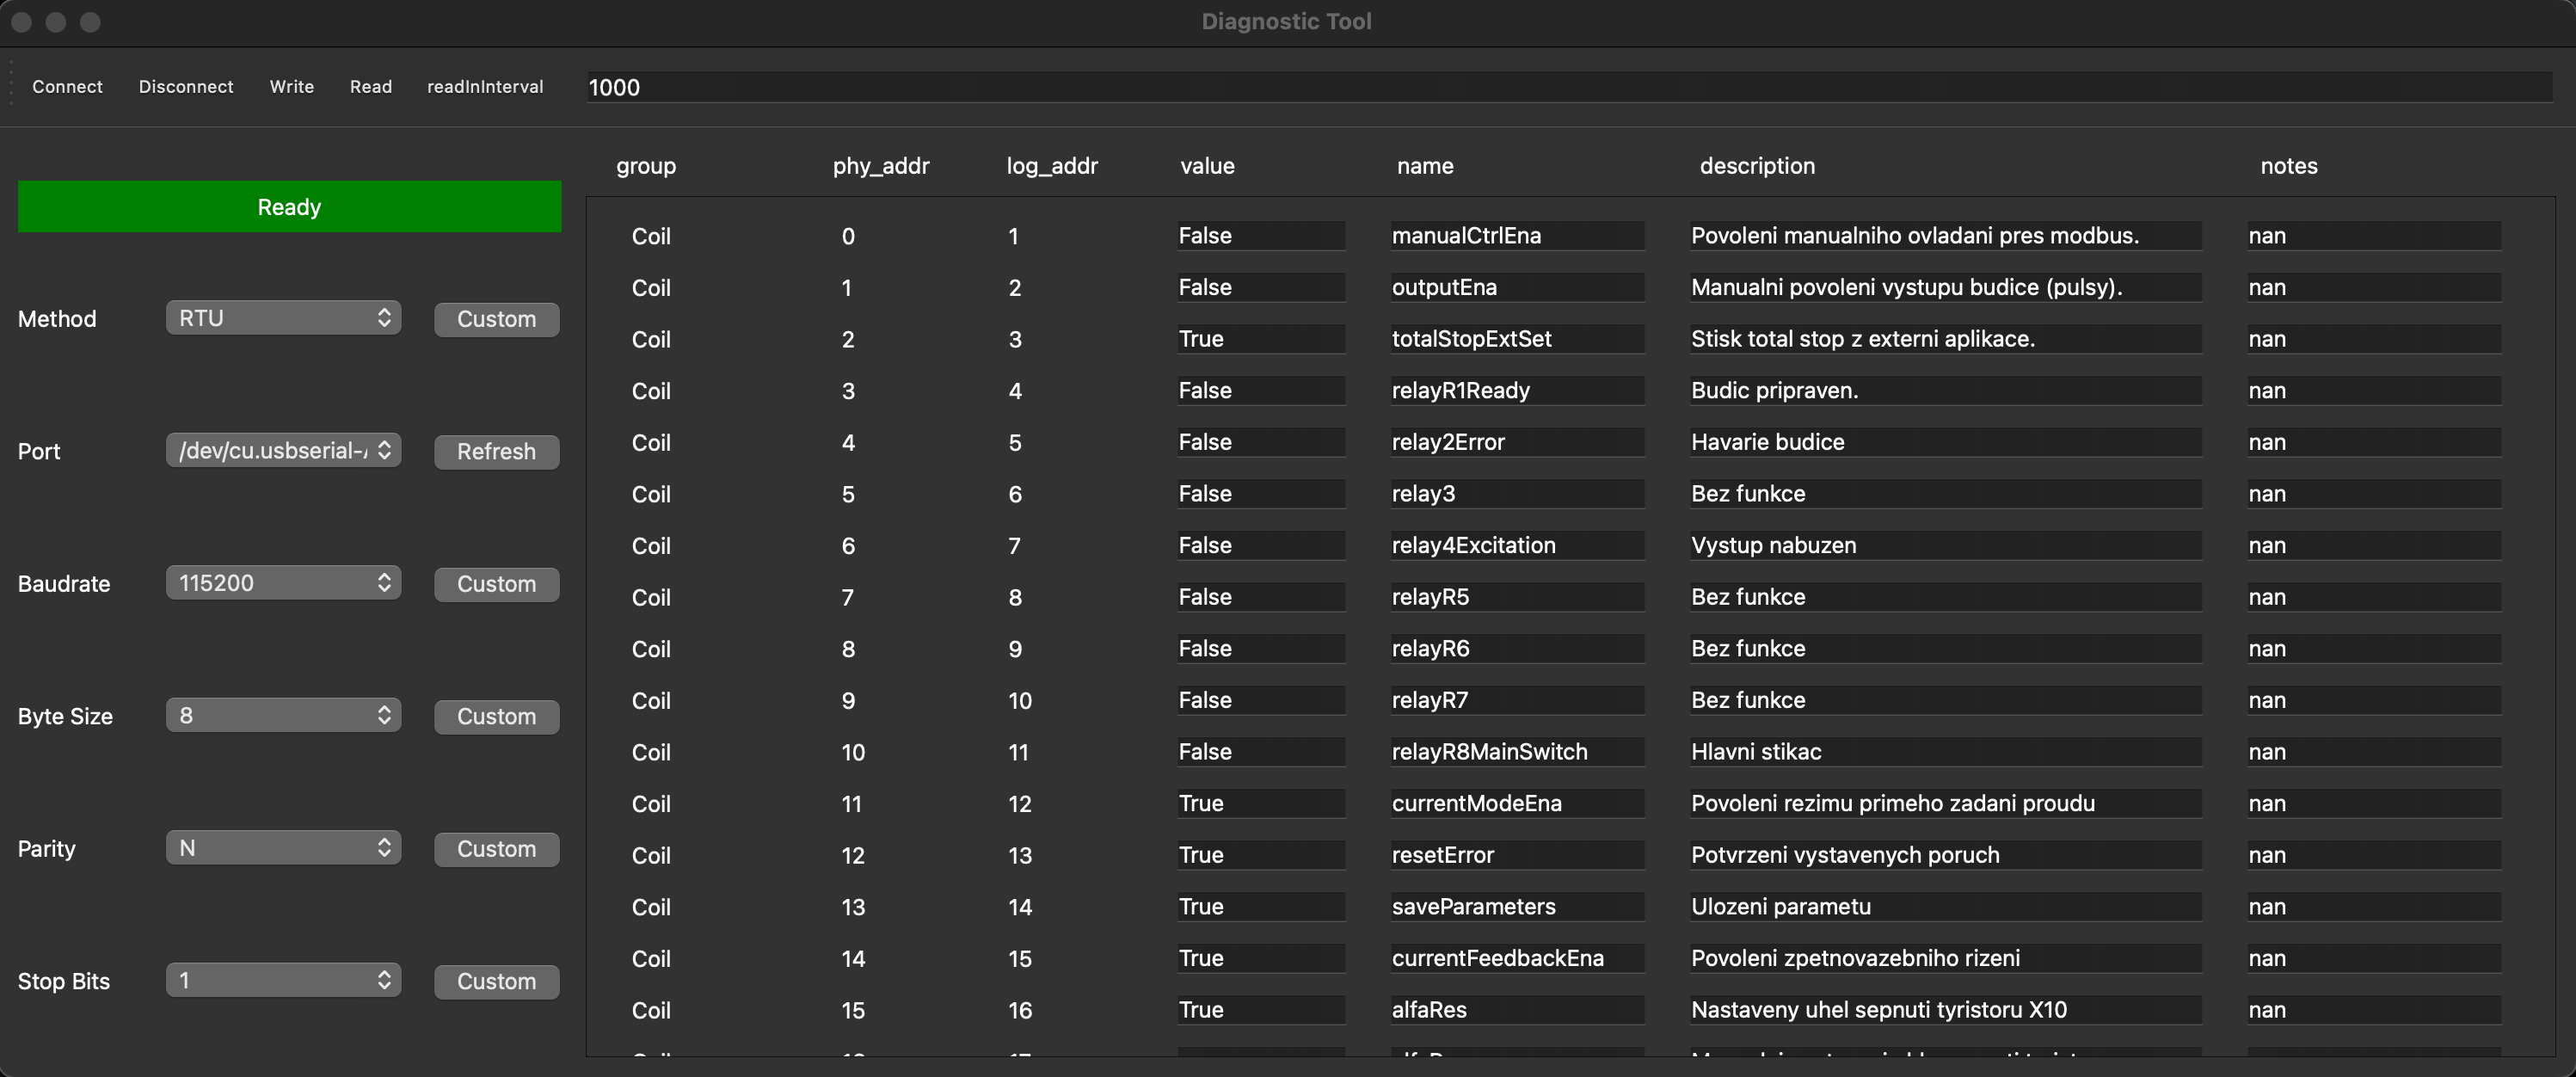 Diagnostic Tool
Connect Disconnect Write Read readInInterval 1000
group phy_addr log_addr value name description notes
Ready
Method RTU Custom
Port /dev/cu.usbserial-/ Refresh
Baudrate 115200 Custom
Byte Size 8 Custom
Parity N Custom
Stop Bits 1 Custom
Coil 0 1 False manualCtrlEna Povoleni manualniho ovladani pres modbus. nan
Coil 1 2 False outputEna Manualni povoleni vystupu budice (pulsy). nan
Coil 2 3 True totalStopExtSet Stisk total stop z externi aplikace. nan
Coil 3 4 False relayR1Ready Budic pripraven. nan
Coil 4 5 False relay2Error Havarie budice nan
Coil 5 6 False relay3 Bez funkce nan
Coil 6 7 False relay4Excitation Vystup nabuzen nan
Coil 7 8 False relayR5 Bez funkce nan
Coil 8 9 False relayR6 Bez funkce nan
Coil 9 10 False relayR7 Bez funkce nan
Coil 10 11 False relayR8MainSwitch Hlavni stikac nan
Coil 11 12 True currentModeEna Povoleni rezimu primeho zadani proudu nan
Coil 12 13 True resetError Potvrzeni vystavenych poruch nan
Coil 13 14 True saveParameters Ulozeni parametu nan
Coil 14 15 True currentFeedbackEna Povoleni zpetnovazebniho rizeni nan
Coil 15 16 True alfaRes Nastaveny uhel sepnuti tyristoru X10 nan